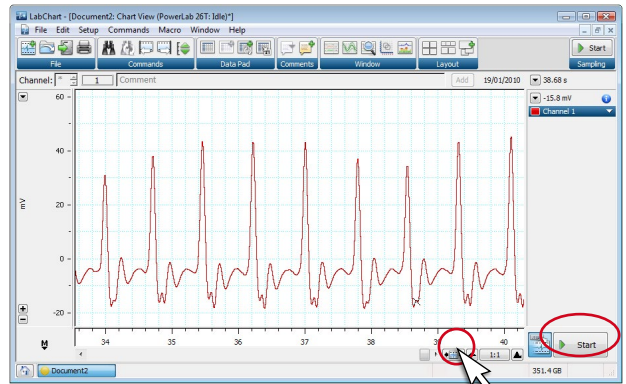 LabChart - [Document2: Chart View (PowerLab 26T: Idle)*]
File Edit Setup Commands Macro Window Help
Start
File Commands Data Pad Comments Window Layout Sampling
Channel: * 1 Comment Add 19/01/2010 38.68 s
-15.8 mV
Channel 1
60
40
20
mV
0
-20
M
34 35 36 37 38 39 40
1:1
Start
Document2
351.4 GB